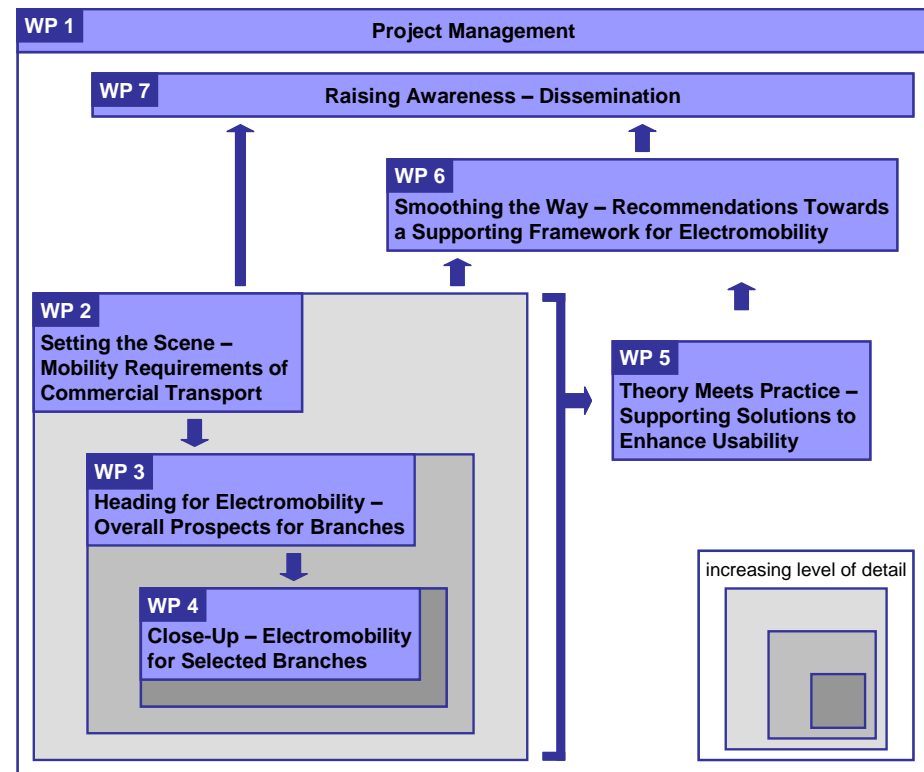 WP 1
Project Management
WP 7
Raising Awareness – Dissemination
WP 6
Smoothing the Way – Recommendations Towards
a Supporting Framework for Electromobility
WP 2
Setting the Scene –
Mobility Requirements of
Commercial Transport
WP 5
Theory Meets Practice –
Supporting Solutions to
Enhance Usability
WP 3
Heading for Electromobility –
Overall Prospects for Branches
WP 4
Close-Up – Electromobility
for Selected Branches
increasing level of detail